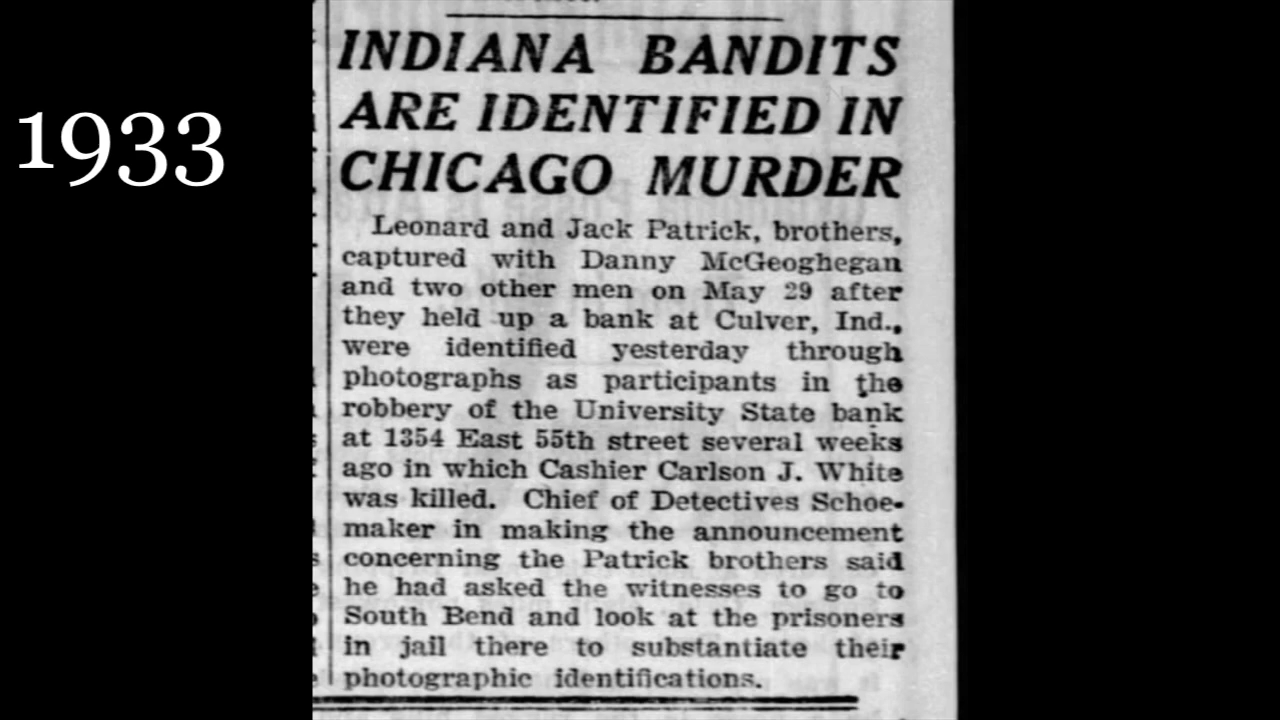 1933
INDIANA BANDITS
ARE IDENTIFIED IN
CHICAGO MURDER
Leonard and Jack Patrick, brothers,
captured with Danny McGeoghegan
and two other men on May 29 after
they held up a bank at Culver, Ind.,
were identified yesterday through
photographs as participants in the
robbery of the University State bank
at 1354 East 55th street several weeks
ago in which Cashier Carlson J. White
was killed. Chief of Detectives Schoe-
maker in making the announcement
concerning the Patrick brothers said
he had asked the witnesses to go to
South Bend and look at the prisoners
in jail there to substantiate their
photographic identifications.